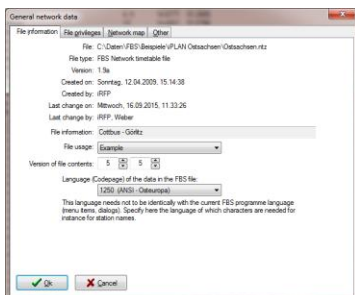 General network data
File information File privileges Network map Other
File: C:\Daten\FBS\Beispiele\iPLAN Ostsachsen\Ostsachsen.ntz
File type: FBS Network timetable file
Version: 1.9a
Created on: Sonntag, 12.04.2009, 15.14:38
Created by: iRFP
Last change on: Mittwoch, 16.09.2015, 11.33:26
Last change by: iRFP, Weber
File information: Cottbus - Görlitz
File usage: Example
Version of file contents: 5 5
Language (Codepage) of the data in the FBS file:
1250 (ANSI - Osteuropa)
This language needs not to be identically with the current FBS programme language
(menu items, dialogs). Specify here the language of which characters are needed for
instance for station names.
Ok Cancel